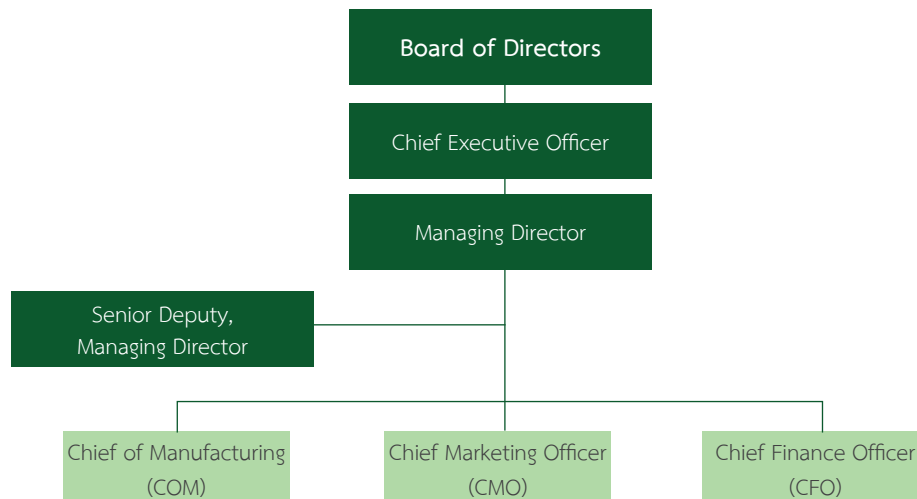 Board of Directors
Chief Executive Officer
Managing Director
Senior Deputy,
Managing Director
Chief of Manufacturing
(COM)
Chief Marketing Officer
(CMO)
Chief Finance Officer
(CFO)